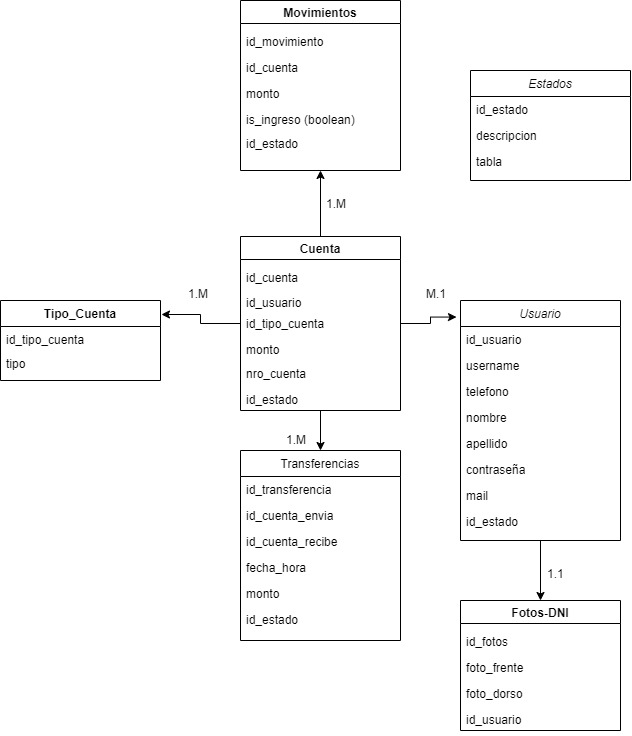 Movimientos
id_movimiento
id_cuenta
monto
is_ingreso (boolean)
id_estado
Estados
id_estado
descripcion
tabla
1.M
Cuenta
id_cuenta
id_usuario
id_tipo_cuenta
monto
nro_cuenta
id_estado
1.M
Tipo_Cuenta
id_tipo_cuenta
tipo
M.1
Usuario
id_usuario
username
telefono
nombre
apellido
contraseña
mail
id_estado
1.M
Transferencias
id_transferencia
id_cuenta_envia
id_cuenta_recibe
fecha_hora
monto
id_estado
1.1
Fotos-DNI
id_fotos
foto_frente
foto_dorso
id_usuario